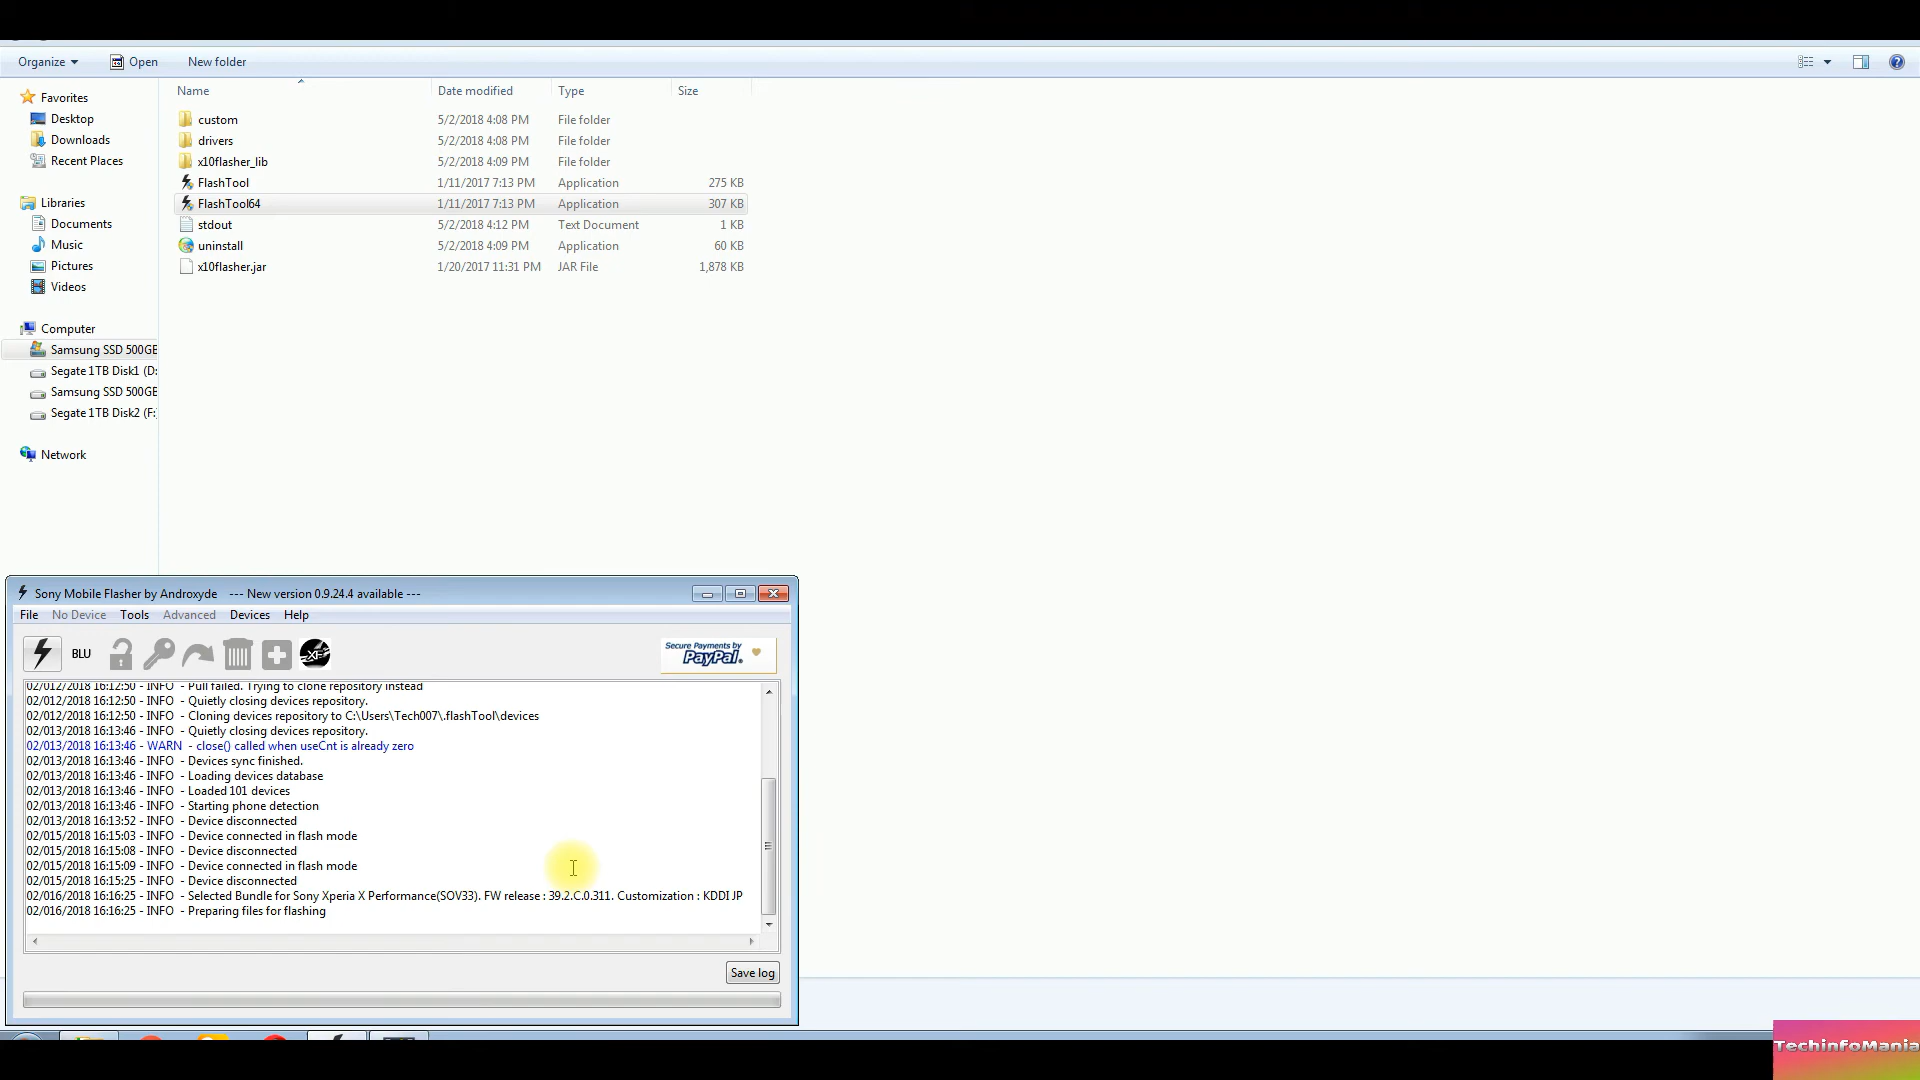 Organize Open New folder
Name Date modified Type Size
Favorites
Desktop
Downloads
Recent Places
Libraries
Documents
Music
Pictures
Videos
Computer
Samsung SSD 500GE
Segate 1TB Disk1 (D:
Samsung SSD 500GE
Segate 1TB Disk2 (F:
Network
custom 5/2/2018 4:08 PM File folder
drivers 5/2/2018 4:08 PM File folder
x10flasher_lib 5/2/2018 4:09 PM File folder
FlashTool 1/11/2017 7:13 PM Application 275 KB
FlashTool64 1/11/2017 7:13 PM Application 307 KB
stdout 5/2/2018 4:12 PM Text Document 1 KB
uninstall 5/2/2018 4:09 PM Application 60 KB
x10flasher.jar 1/20/2017 11:31 PM JAR File 1,878 KB
Sony Mobile Flasher by Androxyde --- New version 0.9.24.4 available ---
File No Device Tools Advanced Devices Help
BLU
XF
Secure Payments by
PayPal.
02/012/2018 16:12:50 - INFO - Pull failed. Trying to clone repository instead
02/012/2018 16:12:50 - INFO - Quietly closing devices repository.
02/012/2018 16:12:50 - INFO - Cloning devices repository to C:\Users\Tech007\.flashTool\devices
02/013/2018 16:13:46 - INFO - Quietly closing devices repository.
02/013/2018 16:13:46 - WARN - close() called when useCnt is already zero
02/013/2018 16:13:46 - INFO - Devices sync finished.
02/013/2018 16:13:46 - INFO - Loading devices database
02/013/2018 16:13:46 - INFO - Loaded 101 devices
02/013/2018 16:13:46 - INFO - Starting phone detection
02/013/2018 16:13:52 - INFO - Device disconnected
02/015/2018 16:15:03 - INFO - Device connected in flash mode
02/015/2018 16:15:08 - INFO - Device disconnected
02/015/2018 16:15:09 - INFO - Device connected in flash mode
02/015/2018 16:15:25 - INFO - Device disconnected
02/016/2018 16:16:25 - INFO - Selected Bundle for Sony Xperia X Performance(SOV33). FW release : 39.2.C.0.311. Customization : KDDI JP
02/016/2018 16:16:25 - INFO - Preparing files for flashing
Save log
TechinfoMania